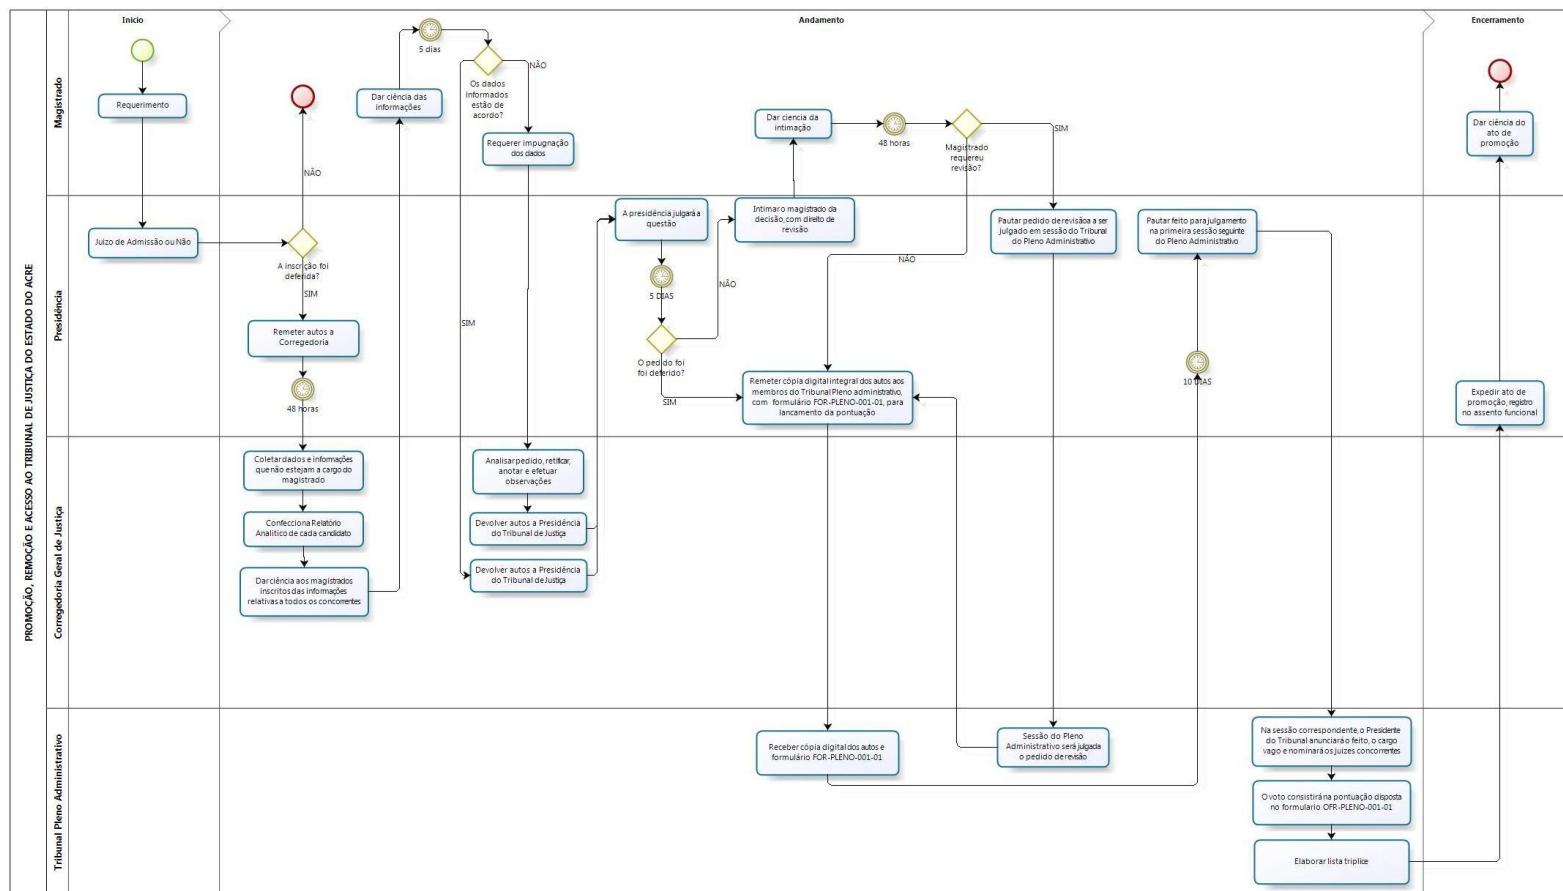 PROMOÇÃO, REMOÇÃO E ACESSO AO TRIBUNAL DE JUSTIÇA DO ESTADO DO ACRE
Inicio
Andamento
Encerramento
Magistrado
Requerimento
NÃO
Dar ciência das
informações
5 dias
Os dados
informados
estão de
acordo?
NÃO
SIM
Requerer impugnação
dos dados
Dar ciencia da
intimação
48 horas
Magistrado
requereu
revisão?
SIM
NÃO
Dar ciência do
ato de
promoção
Presidência
Juizo de Admissão ou Não
A inscrição foi
deferida?
SIM
Remeter autos a
Corregedoria
48 horas
A presidência julgará a
questão
5 DIAS
O pedido foi
foi deferido?
NÃO
SIM
Intimar o magistrado da
decisão, com direito de
revisão
Remeter cópia digital integral dos autos aos
membros do Tribunal Pleno administrativo,
com formulário FOR-PLENO-001-01, para
lancamento da pontuação
Pautar pedido de revisãoa a ser
julgado em sessão do Tribunal
do Pleno Administrativo
Pautar feito para julgamento
na primeira sessão seguinte
do Pleno Administrativo
10 DIAS
Expedir ato de
promoção, registro
no assento funcional
Corregedoria Geral de Justiça
Coletar dados e informações
que não estejam a cargo do
magistrado
Confecciona Relatório
Analítico de cada candidato
Dar ciência aos magistrados
inscritos das informações
relativas a todos os concorrentes
Analisar pedido, retificar,
anotar e efetuar
observações
Devolver autos a Presidência
do Tribunal de Justiça
Devolver autos a Presidência
do Tribunal de Justiça
Tribunal Pleno Administrativo
Receber cópia digital dos autos e
formulário FOR-PLENO-001-01
Sessão do Pleno
Administrativo será julgada
o pedido de revisão
Na sessão correspondente, o Presidente
do Tribunal anunciará o feito, o cargo
vago e nominará os juizes concorrentes
O voto consistirá na pontuação disposta
no formulario OFR-PLENO-001-01
Elaborar lista triplice